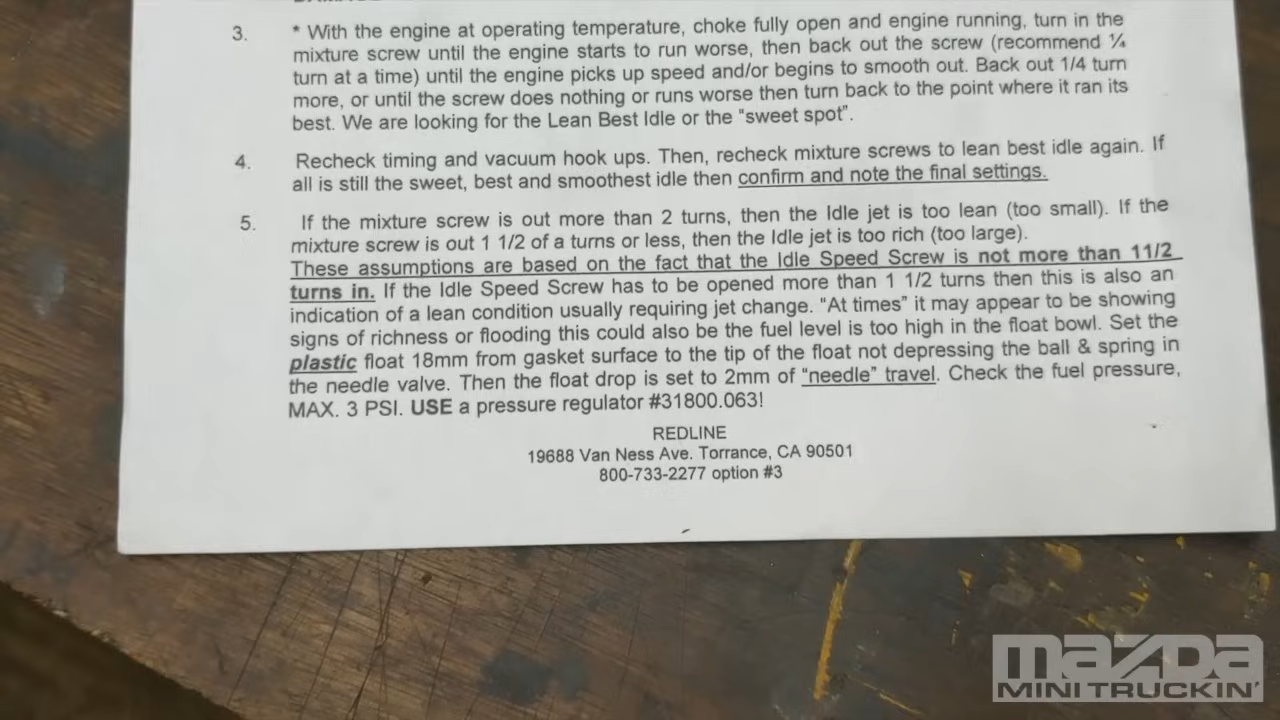 3. * With the engine at operating temperature, choke fully open and engine running, turn in the
mixture screw until the engine starts to run worse, then back out the screw (recommend ¼
turn at a time) until the engine picks up speed and/or begins to smooth out. Back out 1/4 turn
more, or until the screw does nothing or runs worse then turn back to the point where it ran its
best. We are looking for the Lean Best Idle or the "sweet spot".
4. Recheck timing and vacuum hook ups. Then, recheck mixture screws to lean best idle again. If
all is still the sweet, best and smoothest idle then confirm and note the final settings.
5. If the mixture screw is out more than 2 turns, then the Idle jet is too lean (too small). If the
mixture screw is out 1 1/2 of a turns or less, then the Idle jet is too rich (too large).
These assumptions are based on the fact that the Idle Speed Screw is not more than 11/2
turns in. If the Idle Speed Screw has to be opened more than 1 1/2 turns then this is also an
indication of a lean condition usually requiring jet change. "At times" it may appear to be showing
signs of richness or flooding this could also be the fuel level is too high in the float bowl. Set the
plastic float 18mm from gasket surface to the tip of the float not depressing the ball & spring in
the needle valve. Then the float drop is set to 2mm of "needle" travel. Check the fuel pressure,
MAX. 3 PSI. USE a pressure regulator #31800.063!
REDLINE
19688 Van Ness Ave. Torrance, CA 90501
800-733-2277 option #3
mazda
MINI TRUCKIN'